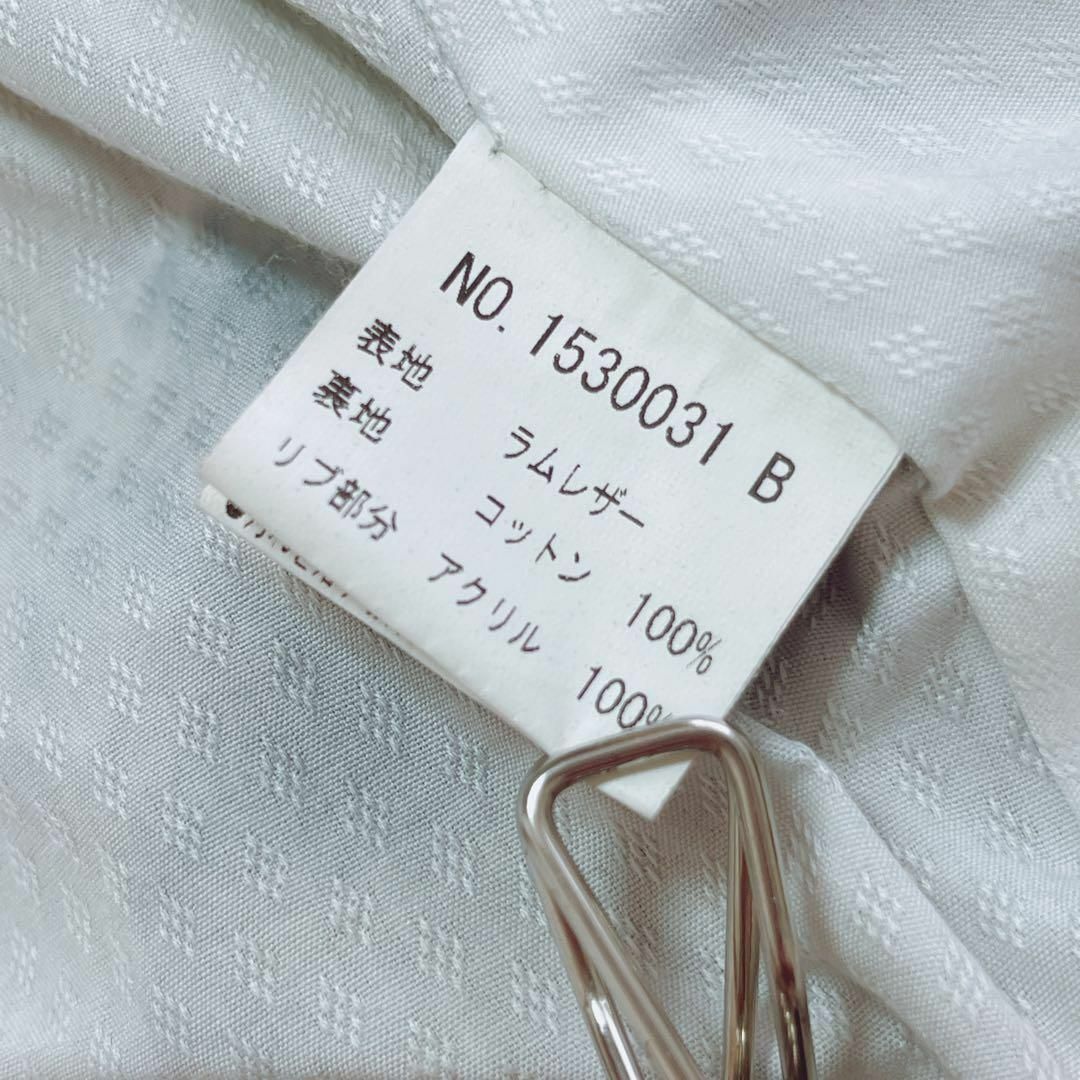 NO. 1530031 B
表地 ラムレザー
裏地 コットン 100%
リブ部分 アクリル 100%